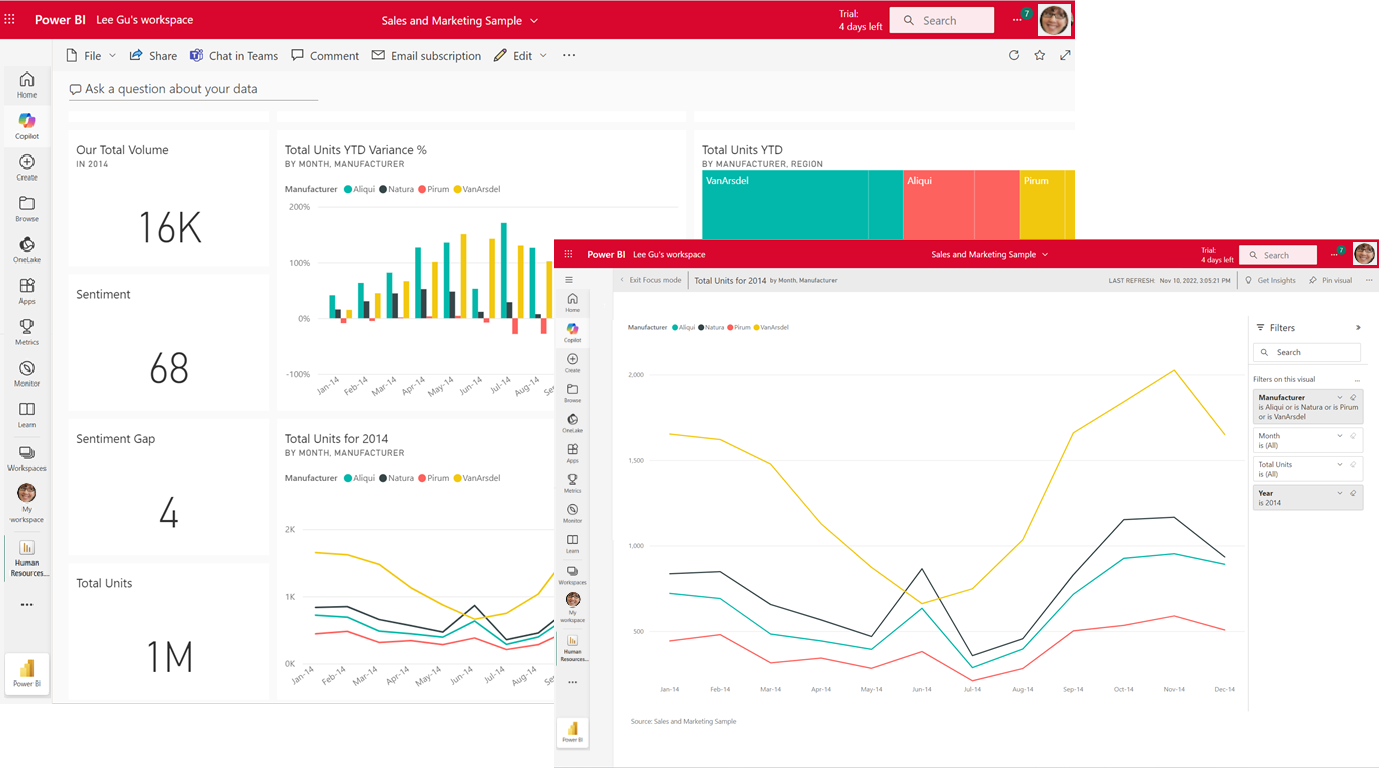 Power BI Lee Gu's workspace Sales and Marketing Sample Trial: 4 days left Search ... 7
File Share Chat in Teams Comment Email subscription Edit ...
Home
Copilot
Create
Browse
OneLake
Apps
Metrics
Monitor
Learn
Workspaces
My
workspace
Human
Resources...
...
Power BI
Ask a question about your data
Our Total Volume
IN 2014
16K
Sentiment
68
Sentiment Gap
4
Total Units
1M
Total Units YTD Variance %
BY MONTH, MANUFACTURER
Manufacturer Aliqui Natura Pirum VanArsdel
200%
100%
0%
-100%
Jan-14 Feb-14 Mar-14 Apr-14 May-14 Jun-14 Jul-14 Aug-14 Se
Total Units for 2014
BY MONTH, MANUFACTURER
Manufacturer Aliqui Natura Pirum VanArsdel
2K
1K
0K
Jan-14 Feb-14 Mar-14 Apr-14 May-14 Jun-14 Jul-14 Aug-14 Se
Total Units YTD
BY MANUFACTURER, REGION
VanArsdel Aliqui Pirum
Power BI Lee Gu's workspace Sales and Marketing Sample Trial: 4 days left Search ... 7
Exit Focus mode Total Units for 2014 by Month, Manufacturer LAST REFRESH: Nov 10, 2022, 3:05:21 PM Get Insights Pin visual ...
Home
Copilot
Create
Browse
OneLake
Apps
Metrics
Monitor
Learn
Workspaces
My
workspace
Human
Resources...
...
Power BI
Manufacturer Aliqui Natura Pirum VanArsdel
2,000
1,500
1,000
500
Jan-14 Feb-14 Mar-14 Apr-14 May-14 Jun-14 Jul-14 Aug-14 Sep-14 Oct-14 Nov-14 Dec-14
Source: Sales and Marketing Sample
Filters
Search
Filters on this visual ...
Manufacturer
is Aliqui or is Natura or is Pirum
or is VanArsdel
Month
is (All)
Total Units
is (All)
Year
is 2014